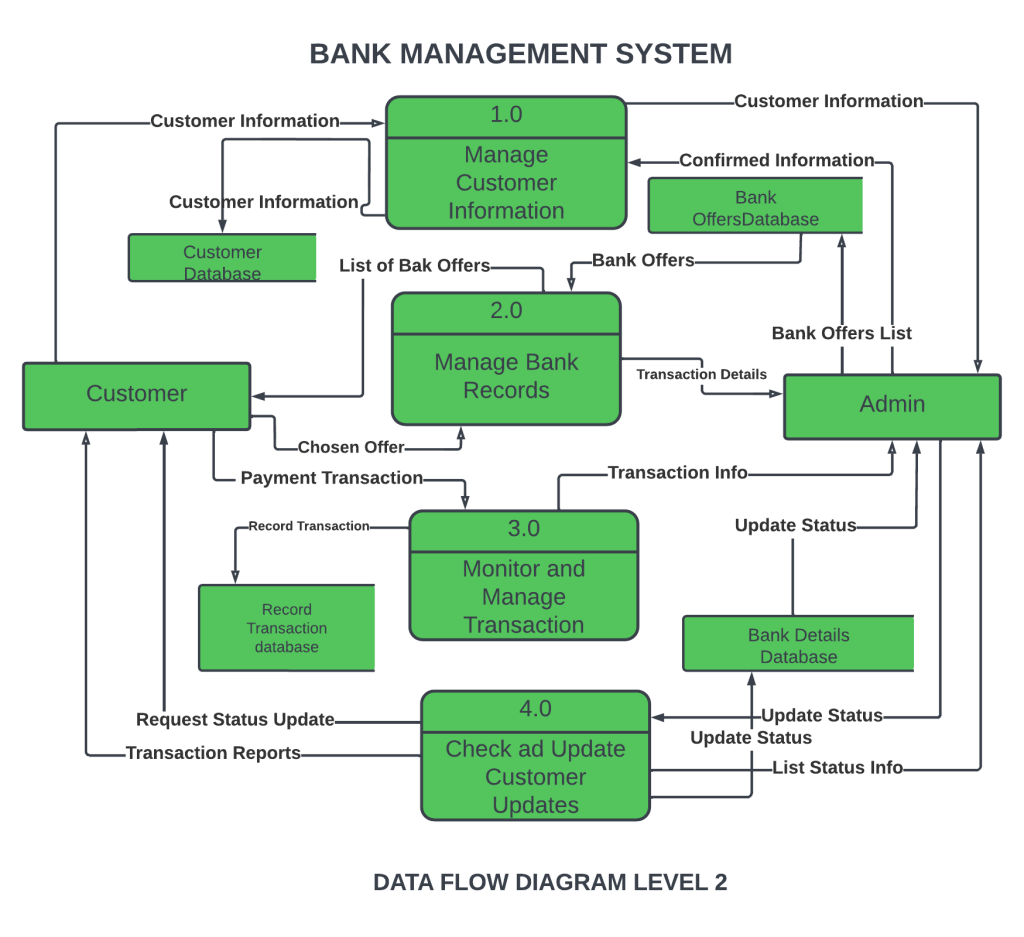 BANK MANAGEMENT SYSTEM
Customer Information
1.0
Customer Information
Manage
Customer
Information
Confirmed Information
Bank
OffersDatabase
Customer Information
Customer
Database
List of Bak Offers
Bank Offers
2.0
Manage Bank
Records
Bank Offers List
Transaction Details
Customer
Admin
Chosen Offer
Payment Transaction
Transaction Info
Record Transaction
3.0
Monitor and
Manage
Transaction
Update Status
Record
Transaction
database
Bank Details
Database
Request Status Update
4.0
Update Status
Update Status
Transaction Reports
Check ad Update
Customer
Updates
List Status Info
DATA FLOW DIAGRAM LEVEL 2